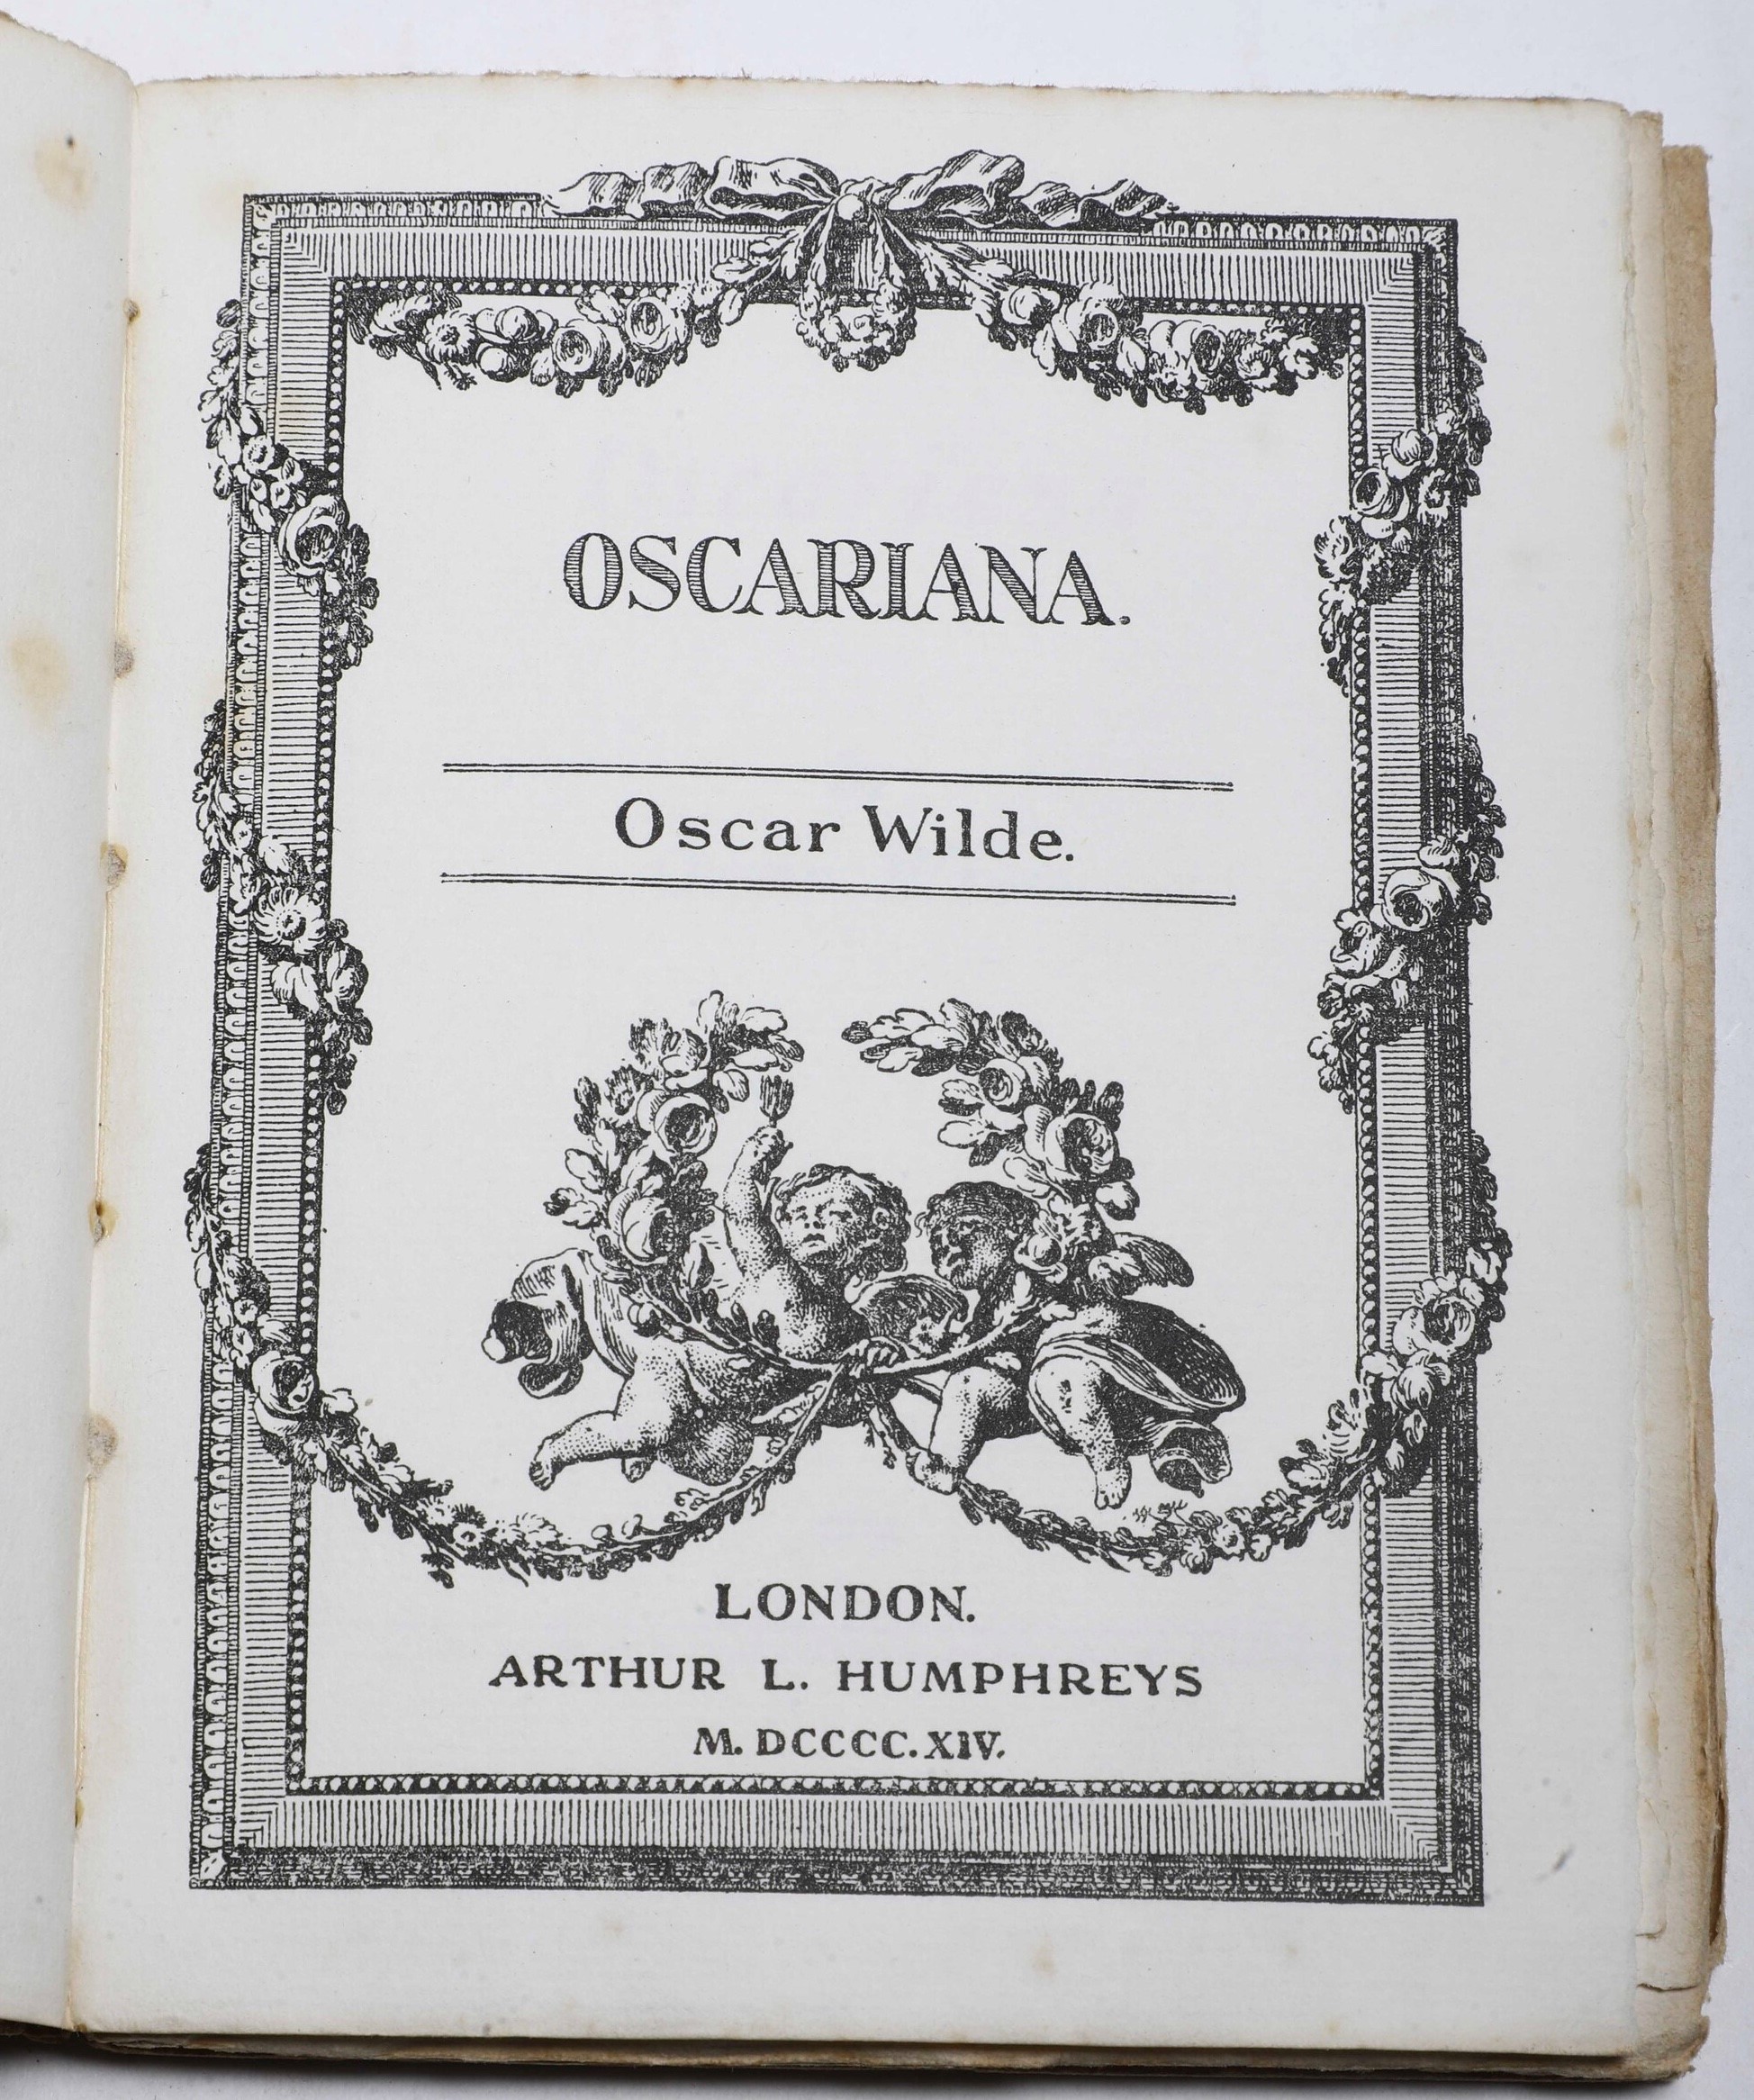 OSCARIANA.
Oscar Wilde.
LONDON.
ARTHUR L. HUMPHREYS
M. DCCCC. XIV.